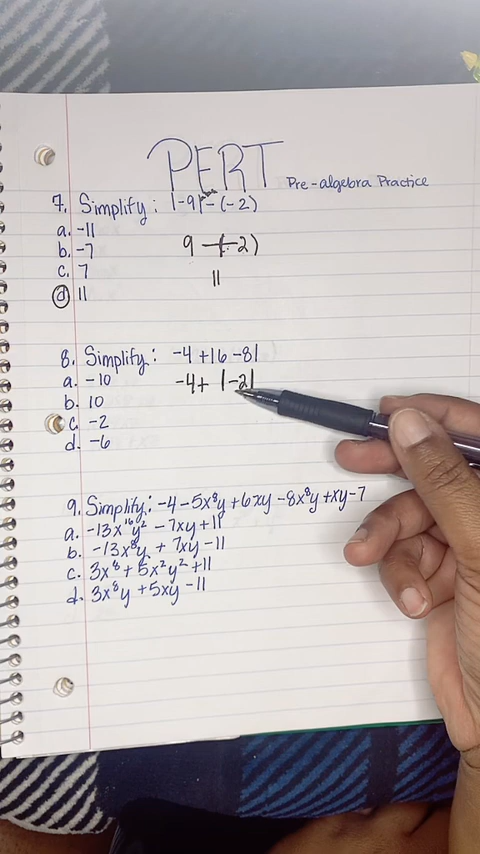 PERT Pre-algebra Practice
7. Simplify: |-9| - (-2)
a. -11
b. -7
c. 7
d. 11
9 -(-2)
11
8. Simplify: -4 + |6 - 8|
a. -10
b. 10
c. -2
d. -6
-4 + |-2|
9. Simplify: -4 - 5x⁸y + 6xy - 8x⁸y + xy - 7
a. -13x¹⁶y² - 7xy + 11
b. -13x⁸y + 7xy - 11
c. 3x⁸ + 5x²y² + 11
d. 3x⁸y + 5xy - 11